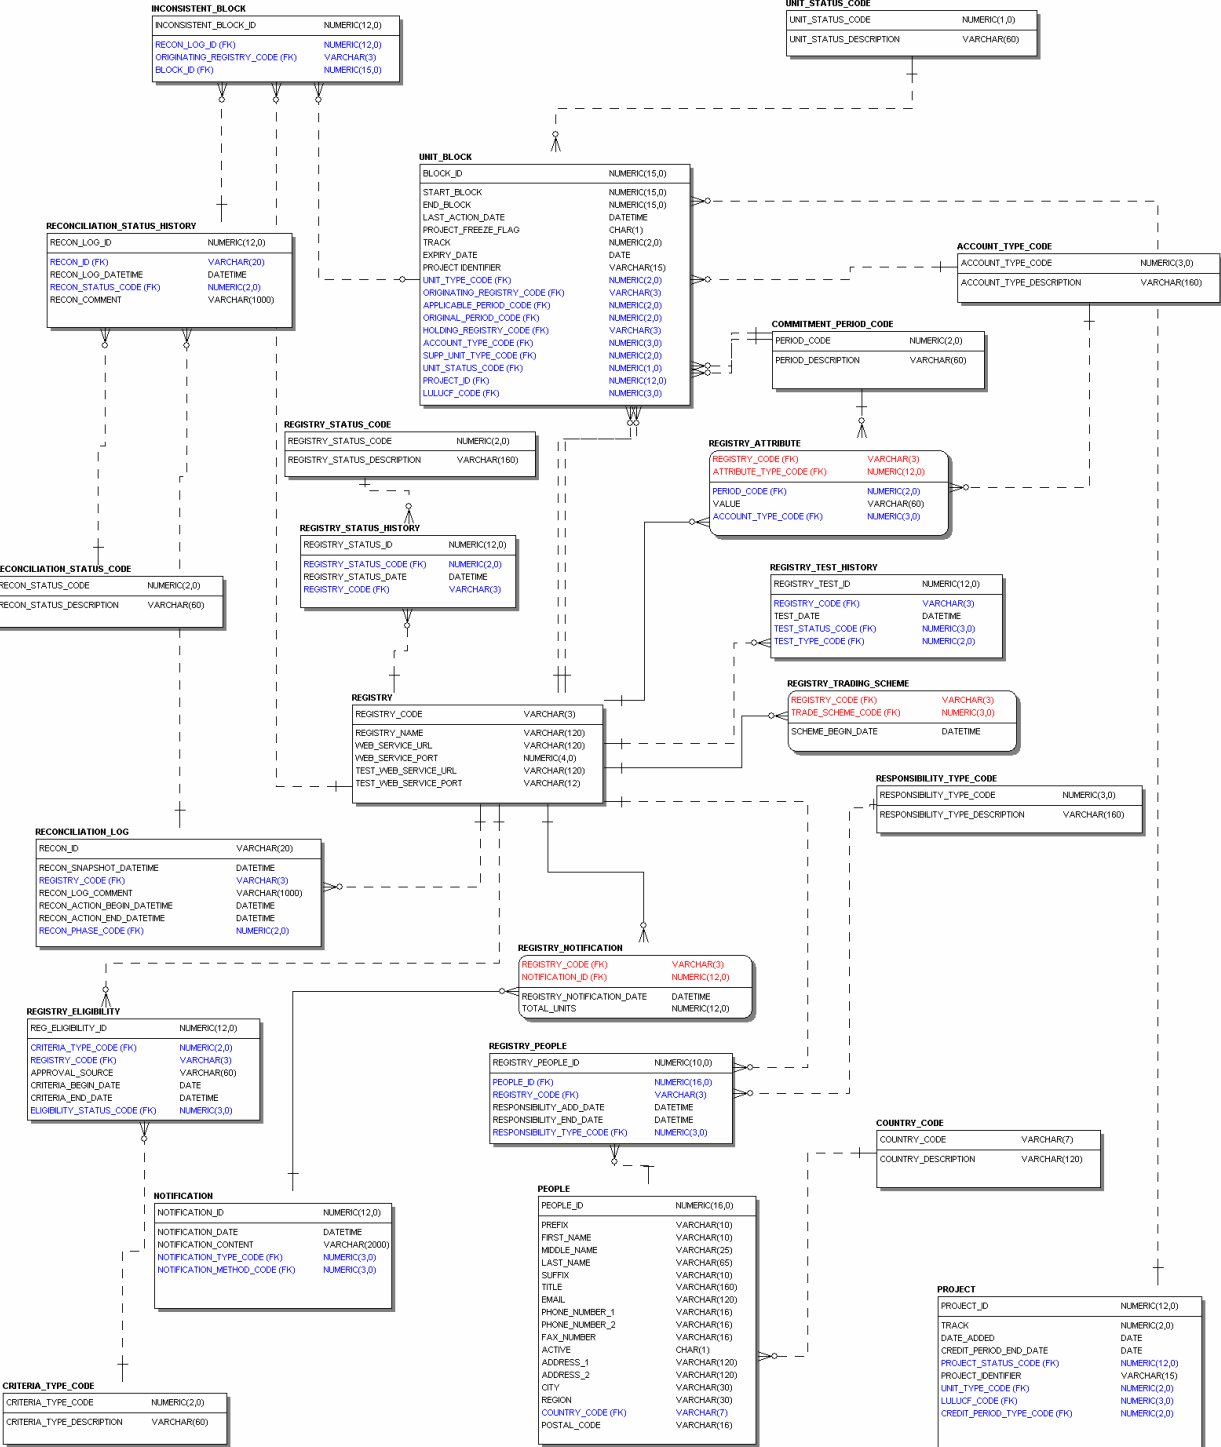 INCONSISTENT_BLOCK
INCONSISTENT_BLOCK_ID NUMERIC(12,0)
RECON_LOG_ID (FK) NUMERIC(12,0)
ORIGINATING_REGISTRY_CODE (FK) VARCHAR(3)
BLOCK_ID (FK) NUMERIC(15,0)
UNIT_STATUS_CODE
UNIT_STATUS_CODE NUMERIC(1,0)
UNIT_STATUS_DESCRIPTION VARCHAR(60)
UNIT_BLOCK
BLOCK_ID NUMERIC(15,0)
START_BLOCK NUMERIC(15,0)
END_BLOCK NUMERIC(15,0)
LAST_ACTION_DATE DATETIME
PROJECT_FREEZE_FLAG CHAR(1)
TRACK NUMERIC(2,0)
EXPIRY_DATE DATE
PROJECT IDENTIFIER VARCHAR(15)
UNIT_TYPE_CODE (FK) NUMERIC(2,0)
ORIGINATING_REGISTRY_CODE (FK) VARCHAR(3)
APPLICABLE_PERIOD_CODE (FK) NUMERIC(2,0)
ORIGINAL_PERIOD_CODE (FK) NUMERIC(2,0)
HOLDING_REGISTRY_CODE (FK) VARCHAR(3)
ACCOUNT_TYPE_CODE (FK) NUMERIC(3,0)
SUPP_UNIT_TYPE_CODE (FK) NUMERIC(2,0)
UNIT_STATUS_CODE (FK) NUMERIC(1,0)
PROJECT_ID (FK) NUMERIC(12,0)
LULUCF_CODE (FK) NUMERIC(3,0)
RECONCILIATION_STATUS_HISTORY
RECON_LOG_ID NUMERIC(12,0)
RECON_ID (FK) VARCHAR(20)
RECON_LOG_DATETIME DATETIME
RECON_STATUS_CODE (FK) NUMERIC(2,0)
RECON_COMMENT VARCHAR(1000)
ACCOUNT_TYPE_CODE
ACCOUNT_TYPE_CODE NUMERIC(3,0)
ACCOUNT_TYPE_DESCRIPTION VARCHAR(160)
COMMITMENT_PERIOD_CODE
PERIOD_CODE NUMERIC(2,0)
PERIOD_DESCRIPTION VARCHAR(60)
REGISTRY_STATUS_CODE
REGISTRY_STATUS_CODE NUMERIC(2,0)
REGISTRY_STATUS_DESCRIPTION VARCHAR(160)
REGISTRY_ATTRIBUTE
REGISTRY_CODE (FK) VARCHAR(3)
ATTRIBUTE_TYPE_CODE (FK) NUMERIC(12,0)
PERIOD_CODE (FK) NUMERIC(2,0)
VALUE VARCHAR(60)
ACCOUNT_TYPE_CODE (FK) NUMERIC(3,0)
REGISTRY_STATUS_HISTORY
REGISTRY_STATUS_ID NUMERIC(12,0)
REGISTRY_STATUS_CODE (FK) NUMERIC(2,0)
REGISTRY_STATUS_DATE DATETIME
REGISTRY_CODE (FK) VARCHAR(3)
ECONCILIATION_STATUS_CODE
RECON_STATUS_CODE NUMERIC(2,0)
RECON_STATUS_DESCRIPTION VARCHAR(60)
REGISTRY_TEST_HISTORY
REGISTRY_TEST_ID NUMERIC(12,0)
REGISTRY_CODE (FK) VARCHAR(3)
TEST_DATE DATETIME
TEST_STATUS_CODE (FK) NUMERIC(3,0)
TEST_TYPE_CODE (FK) NUMERIC(2,0)
REGISTRY_TRADING_SCHEME
REGISTRY_CODE (FK) VARCHAR(3)
TRADE_SCHEME_CODE (FK) NUMERIC(3,0)
SCHEME_BEGIN_DATE DATETIME
REGISTRY
REGISTRY_CODE VARCHAR(3)
REGISTRY_NAME VARCHAR(120)
WEB_SERVICE_URL VARCHAR(120)
WEB_SERVICE_PORT NUMERIC(4,0)
TEST_WEB_SERVICE_URL VARCHAR(120)
TEST_WEB_SERVICE_PORT VARCHAR(12)
RESPONSIBILITY_TYPE_CODE
RESPONSIBILITY_TYPE_CODE NUMERIC(3,0)
RESPONSIBILITY_TYPE_DESCRIPTION VARCHAR(160)
RECONCILIATION_LOG
RECON_ID VARCHAR(20)
RECON_SNAPSHOT_DATETIME DATETIME
REGISTRY_CODE (FK) VARCHAR(3)
RECON_LOG_COMMENT VARCHAR(1000)
RECON_ACTION_BEGIN_DATETIME DATETIME
RECON_ACTION_END_DATETIME DATETIME
RECON_PHASE_CODE (FK) NUMERIC(2,0)
REGISTRY_NOTIFICATION
REGISTRY_CODE (FK) VARCHAR(3)
NOTIFICATION_ID (FK) NUMERIC(12,0)
REGISTRY_NOTIFICATION_DATE DATETIME
TOTAL_UNITS NUMERIC(12,0)
REGISTRY_ELIGIBILITY
REG_ELIGIBILITY_ID NUMERIC(12,0)
CRITERIA_TYPE_CODE (FK) NUMERIC(2,0)
REGISTRY_CODE (FK) VARCHAR(3)
APPROVAL_SOURCE VARCHAR(60)
CRITERIA_BEGIN_DATE DATE
CRITERIA_END_DATE DATETIME
ELIGIBILITY_STATUS_CODE (FK) NUMERIC(3,0)
REGISTRY_PEOPLE
REGISTRY_PEOPLE_ID NUMERIC(10,0)
PEOPLE_ID (FK) NUMERIC(16,0)
REGISTRY_CODE (FK) VARCHAR(3)
RESPONSIBILITY_ADD_DATE DATETIME
RESPONSIBILITY_END_DATE DATETIME
RESPONSIBILITY_TYPE_CODE (FK) NUMERIC(3,0)
COUNTRY_CODE
COUNTRY_CODE VARCHAR(7)
COUNTRY_DESCRIPTION VARCHAR(120)
NOTIFICATION
NOTIFICATION_ID NUMERIC(12,0)
NOTIFICATION_DATE DATETIME
NOTIFICATION_CONTENT VARCHAR(2000)
NOTIFICATION_TYPE_CODE (FK) NUMERIC(3,0)
NOTIFICATION_METHOD_CODE (FK) NUMERIC(3,0)
PEOPLE
PEOPLE_ID NUMERIC(16,0)
PREFIX VARCHAR(10)
FIRST_NAME VARCHAR(10)
MIDDLE_NAME VARCHAR(25)
LAST_NAME VARCHAR(65)
SUFFIX VARCHAR(10)
TITLE VARCHAR(160)
EMAIL VARCHAR(120)
PHONE_NUMBER_1 VARCHAR(16)
PHONE_NUMBER_2 VARCHAR(16)
FAX_NUMBER VARCHAR(16)
ACTIVE CHAR(1)
ADDRESS_1 VARCHAR(120)
ADDRESS_2 VARCHAR(120)
CITY VARCHAR(30)
REGION VARCHAR(30)
COUNTRY_CODE (FK) VARCHAR(7)
POSTAL_CODE VARCHAR(16)
PROJECT
PROJECT_ID NUMERIC(12,0)
TRACK NUMERIC(2,0)
DATE_ADDED DATE
CREDIT_PERIOD_END_DATE DATE
PROJECT_STATUS_CODE (FK) NUMERIC(12,0)
PROJECT_IDENTIFIER VARCHAR(15)
UNIT_TYPE_CODE (FK) NUMERIC(2,0)
LULUCF_CODE (FK) NUMERIC(3,0)
CREDIT_PERIOD_TYPE_CODE (FK) NUMERIC(2,0)
CRITERIA_TYPE_CODE
CRITERIA_TYPE_CODE NUMERIC(2,0)
CRITERIA_TYPE_DESCRIPTION VARCHAR(60)